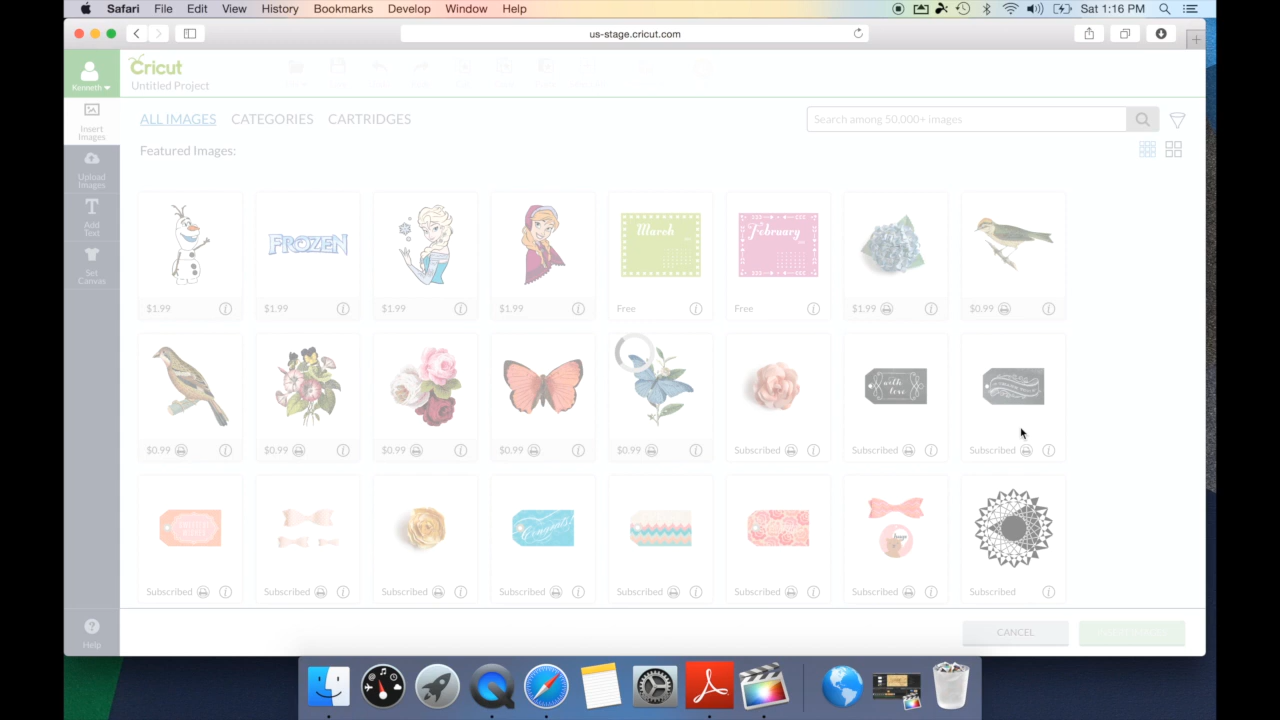 Safari File Edit View History Bookmarks Develop Window Help Sat 1:16 PM
us-stage.cricut.com
Kenneth
Cricut
Untitled Project
Insert
Images
Upload
Images
Add
Text
Set
Canvas
Help
ALL IMAGES CATEGORIES CARTRIDGES
Search among 50,000+ images
Featured Images:
FROZEN
March
February
$1.99 $1.99 $1.99 $1.99 Free Free $1.99 $0.99
with
love
$0.99 $0.99 $0.99 $0.99 $0.99 Subscribed Subscribed Subscribed
Congrats!
Subscribed Subscribed Subscribed Subscribed Subscribed Subscribed Subscribed Subscribed
CANCEL